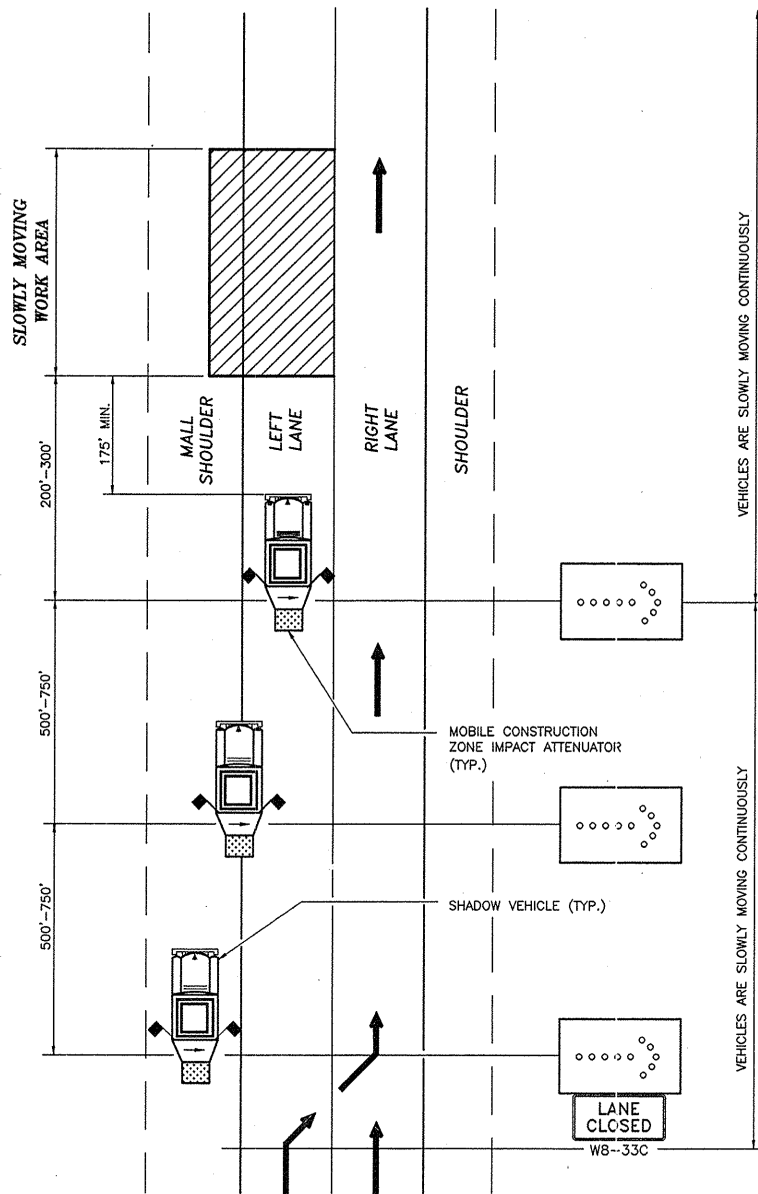 SLOWLY MOVING
WORK AREA
VEHICLES ARE SLOWLY MOVING CONTINUOUSLY
200'-300'
175' MIN.
MALL
SHOULDER
LEFT
LANE
RIGHT
LANE
SHOULDER
500'-750'
MOBILE CONSTRUCTION
ZONE IMPACT ATTENUATOR
(TYP.)
500'-750'
SHADOW VEHICLE (TYP.)
VEHICLES ARE SLOWLY MOVING CONTINUOUSLY
LANE
CLOSED
W8-33C